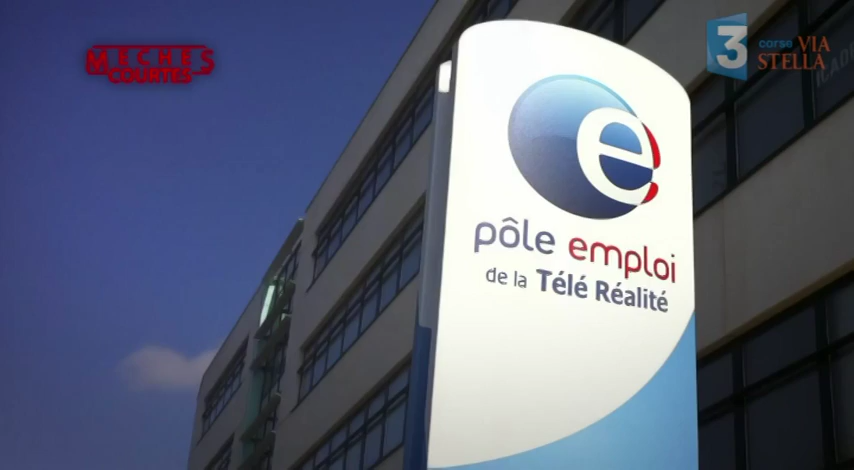 MECHES
COURTES
3
corse VIA
STELLA
e
pôle emploi
de la Télé Réalité